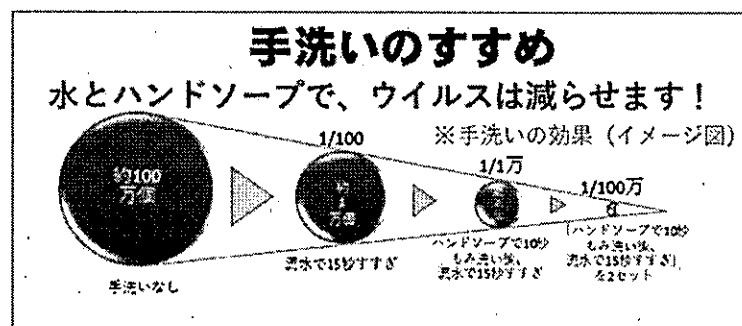 手洗いのすすめ
水とハンドソープで、ウイルスは減らせます！
※手洗いの効果（イメージ図）
約100
万個
手洗いなし
1/100
約
万個
流水で15秒すすぎ
1/1万
ハンドソープで10秒
もみ洗い後、
流水で15秒すすぎ
1/100万
（ハンドソープで10秒
もみ洗い後、
流水で15秒すすぎ）
を2セット